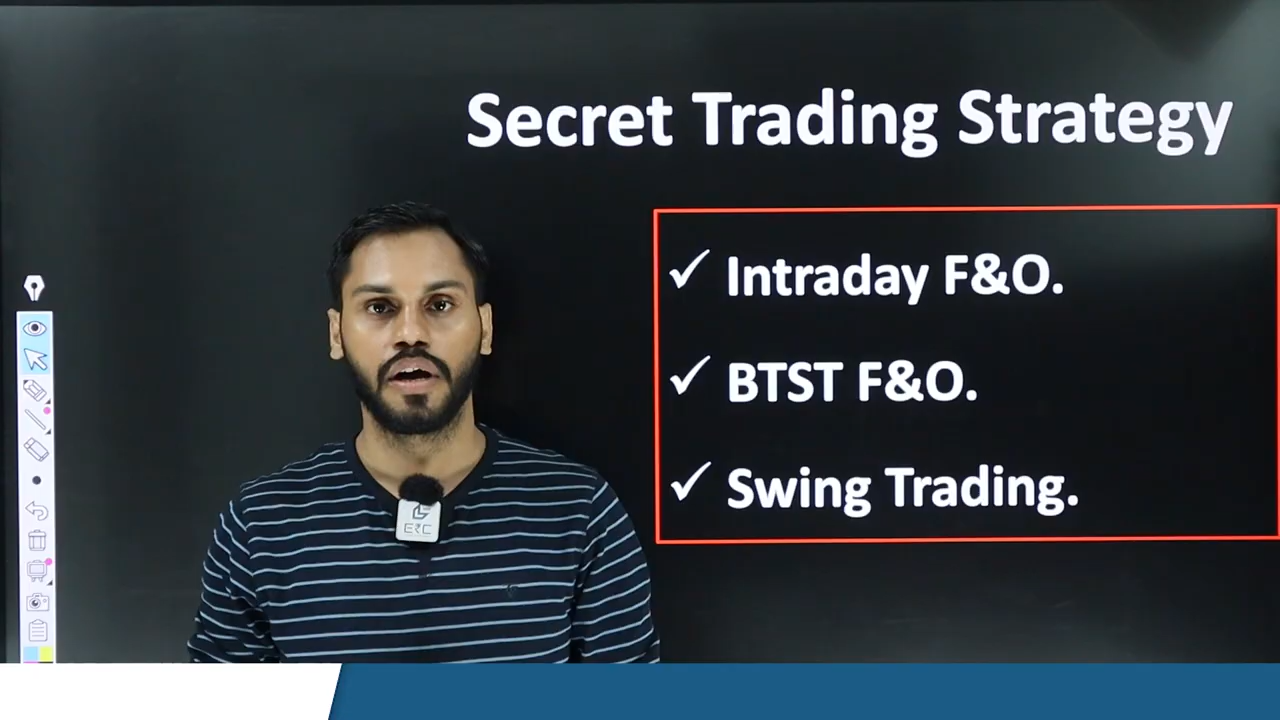 Secret Trading Strategy
✓ Intraday F&O.
✓ BTST F&O.
✓ Swing Trading.
E₹C